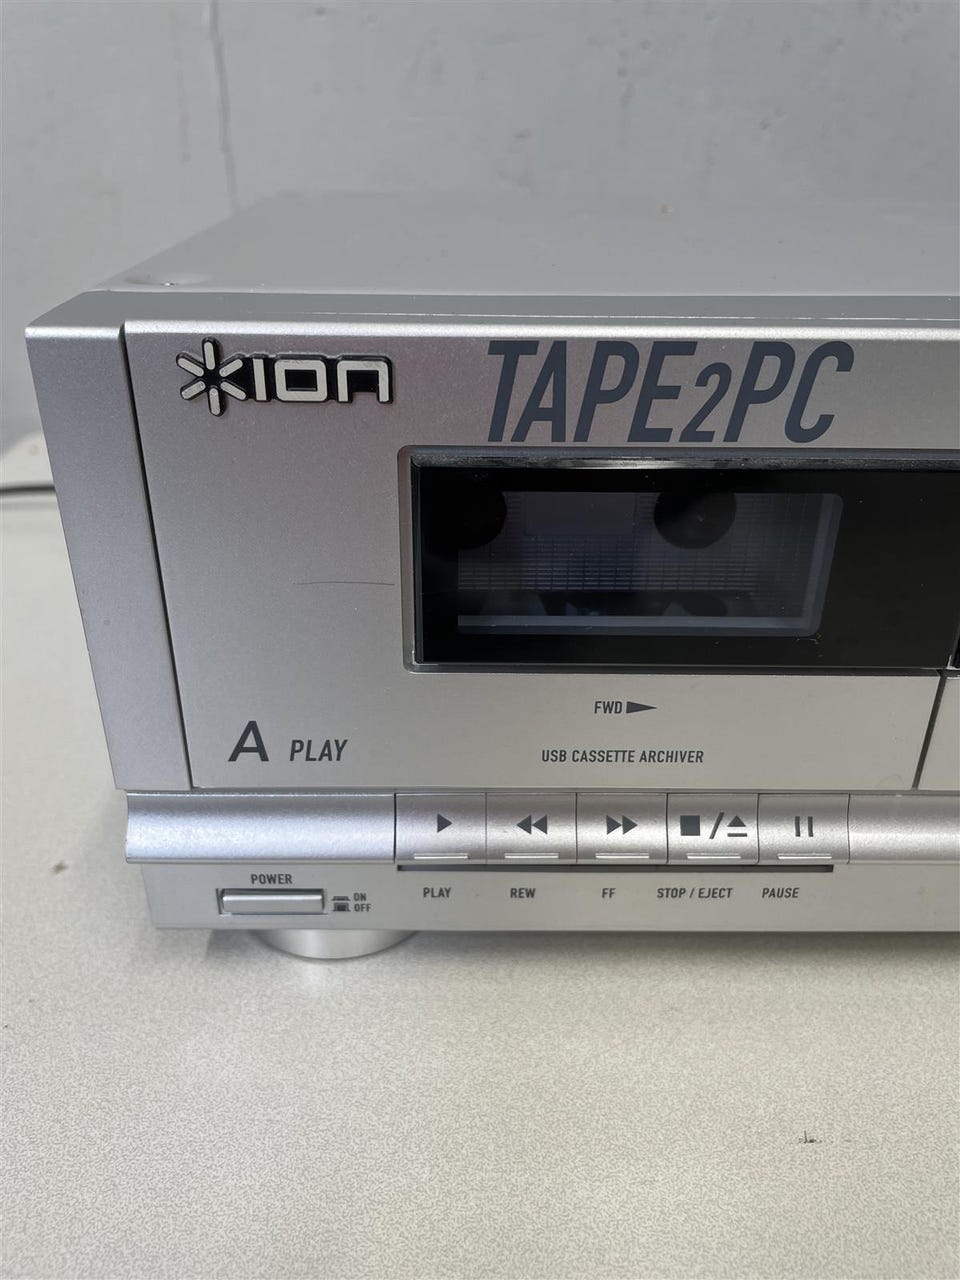 ION
TAPE2PC
FWD
A PLAY
USB CASSETTE ARCHIVER
POWER
ON
OFF
PLAY REW FF STOP / EJECT PAUSE